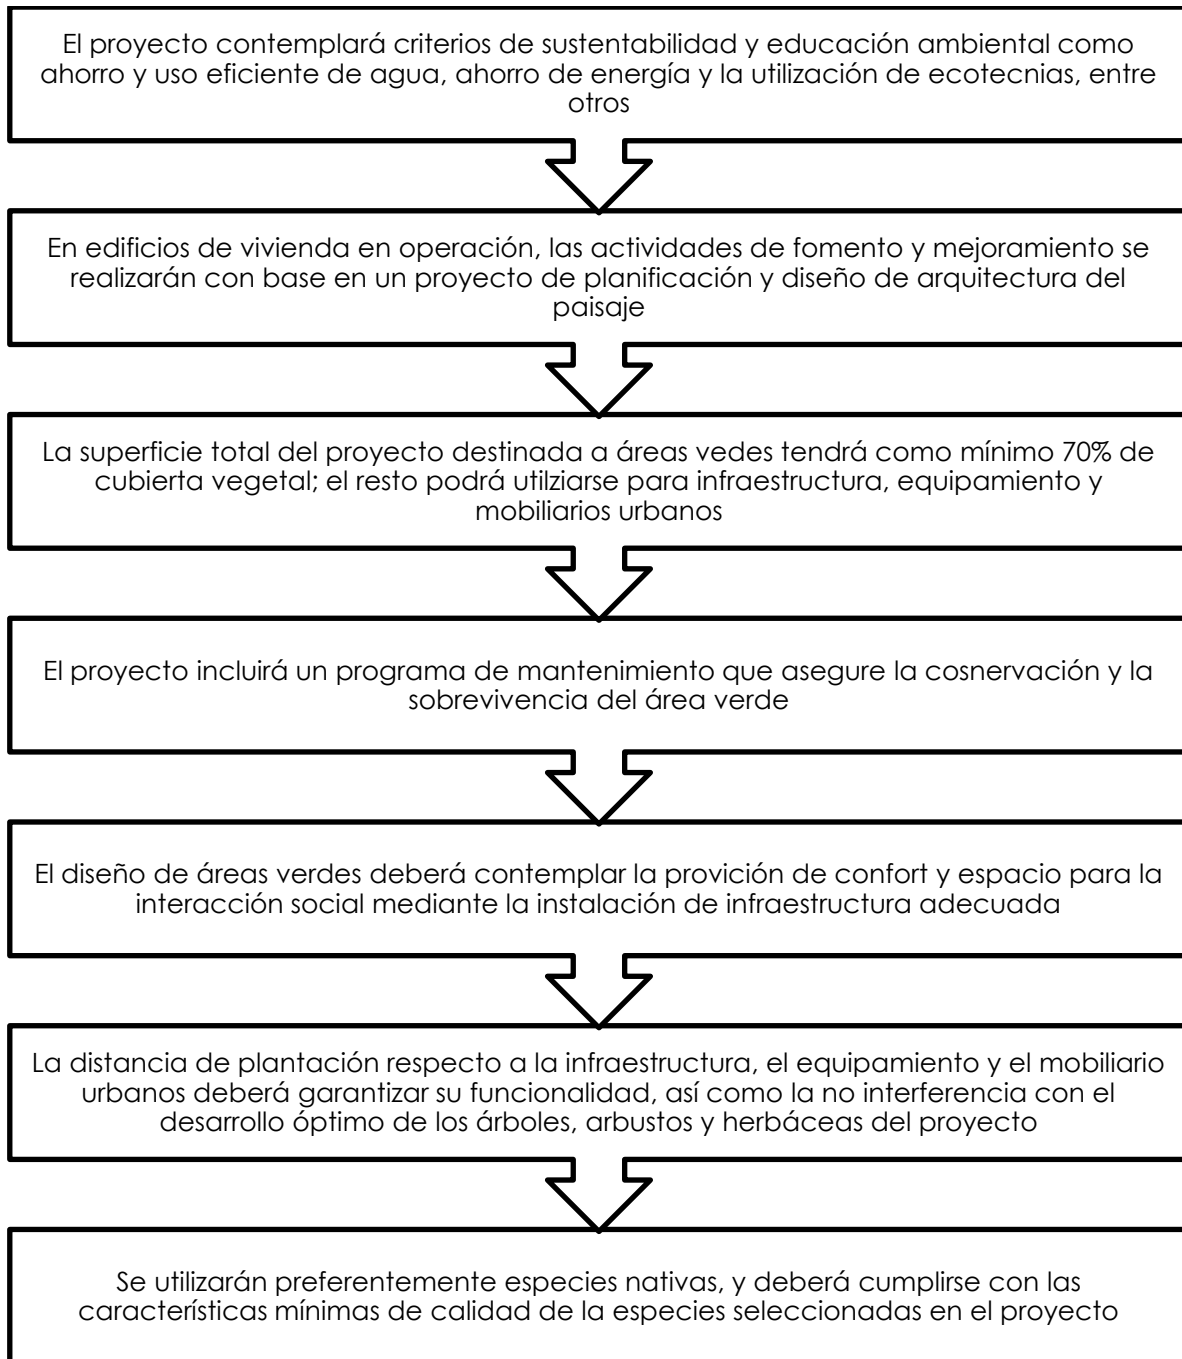 El proyecto contemplará criterios de sustentabilidad y educación ambiental como
ahorro y uso eficiente de agua, ahorro de energía y la utilización de ecotecnias, entre
otros
En edificios de vivienda en operación, las actividades de fomento y mejoramiento se
realizarán con base en un proyecto de planificación y diseño de arquitectura del
paisaje
La superficie total del proyecto destinada a áreas vedes tendrá como mínimo 70% de
cubierta vegetal; el resto podrá utilziarse para infraestructura, equipamiento y
mobiliarios urbanos
El proyecto incluirá un programa de mantenimiento que asegure la cosnervación y la
sobrevivencia del área verde
El diseño de áreas verdes deberá contemplar la provición de confort y espacio para la
interacción social mediante la instalación de infraestructura adecuada
La distancia de plantación respecto a la infraestructura, el equipamiento y el mobiliario
urbanos deberá garantizar su funcionalidad, así como la no interferencia con el
desarrollo óptimo de los árboles, arbustos y herbáceas del proyecto
Se utilizarán preferentemente especies nativas, y deberá cumplirse con las
características mínimas de calidad de la especies seleccionadas en el proyecto